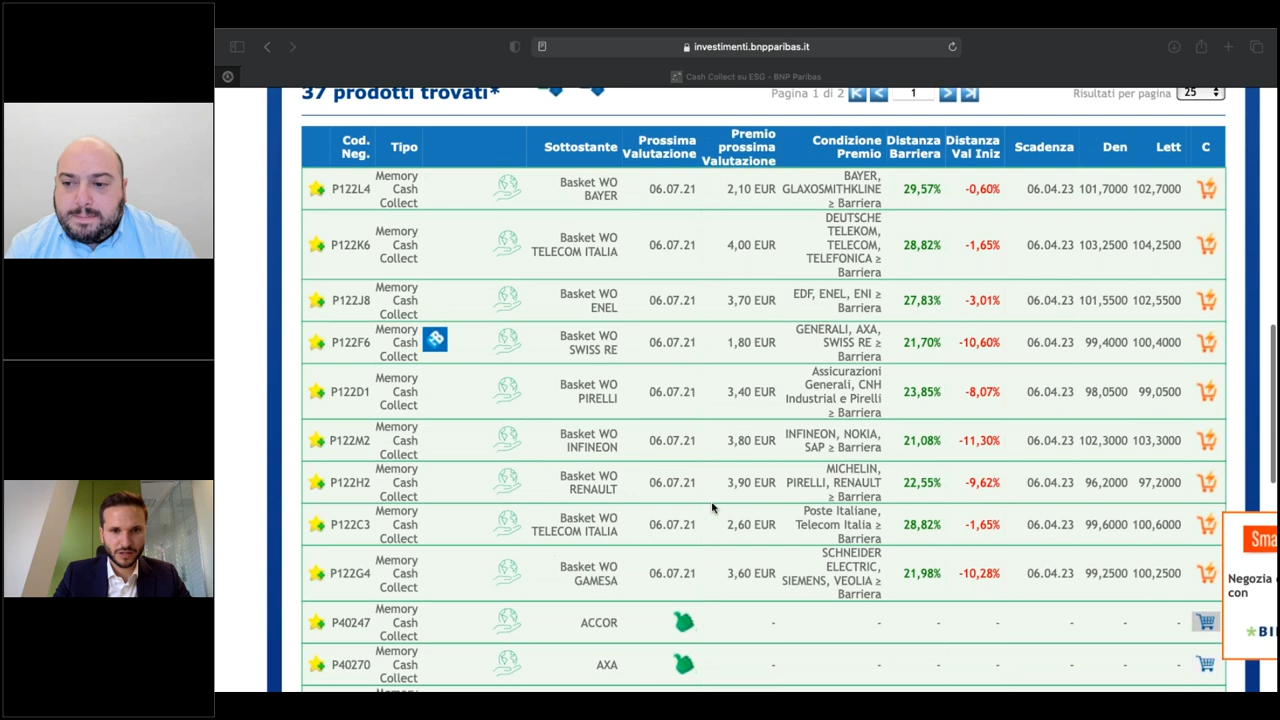 investimenti.bnpparibas.it
Cash Collect su ESG - BNP Paribas
37 prodotti trovati*
Pagina 1 di 2
1
Risultati per pagina
25
Cod. Neg.
Tipo
Sottostante
Prossima Valutazione
Premio prossima Valutazione
Condizione Premio
Distanza Barriera
Distanza Val Iniz
Scadenza
Den
Lett
C
P122L4
Memory Cash Collect
Basket WO BAYER
06.07.21
2,10 EUR
BAYER, GLAXOSMITHKLINE ≥ Barriera
29,57%
-0,60%
06.04.23
101,7000
102,7000
P122K6
Memory Cash Collect
Basket WO TELECOM ITALIA
06.07.21
4,00 EUR
DEUTSCHE TELEKOM, TELECOM, TELEFONICA ≥ Barriera
28,82%
-1,65%
06.04.23
103,2500
104,2500
P122J8
Memory Cash Collect
Basket WO ENEL
06.07.21
3,70 EUR
EDF, ENEL, ENI ≥ Barriera
27,83%
-3,01%
06.04.23
101,5500
102,5500
P122F6
Memory Cash Collect
Basket WO SWISS RE
06.07.21
1,80 EUR
GENERALI, AXA, SWISS RE ≥ Barriera
21,70%
-10,60%
06.04.23
99,4000
100,4000
P122D1
Memory Cash Collect
Basket WO PIRELLI
06.07.21
3,40 EUR
Assicurazioni Generali, CNH Industrial e Pirelli ≥ Barriera
23,85%
-8,07%
06.04.23
98,0500
99,0500
P122M2
Memory Cash Collect
Basket WO INFINEON
06.07.21
3,80 EUR
INFINEON, NOKIA, SAP ≥ Barriera
21,08%
-11,30%
06.04.23
102,3000
103,3000
P122H2
Memory Cash Collect
Basket WO RENAULT
06.07.21
3,90 EUR
MICHELIN, PIRELLI, RENAULT ≥ Barriera
22,55%
-9,62%
06.04.23
96,2000
97,2000
P122C3
Memory Cash Collect
Basket WO TELECOM ITALIA
06.07.21
2,60 EUR
Poste Italiane, Telecom Italia ≥ Barriera
28,82%
-1,65%
06.04.23
99,6000
100,6000
P122G4
Memory Cash Collect
Basket WO GAMESA
06.07.21
3,60 EUR
SCHNEIDER ELECTRIC, SIEMENS, VEOLIA ≥ Barriera
21,98%
-10,28%
06.04.23
99,2500
100,2500
P40247
Memory Cash Collect
ACCOR
- - - - - - -
P40270
Memory Cash Collect
AXA
- - - - - - -
Sma
Negozia
con
BI